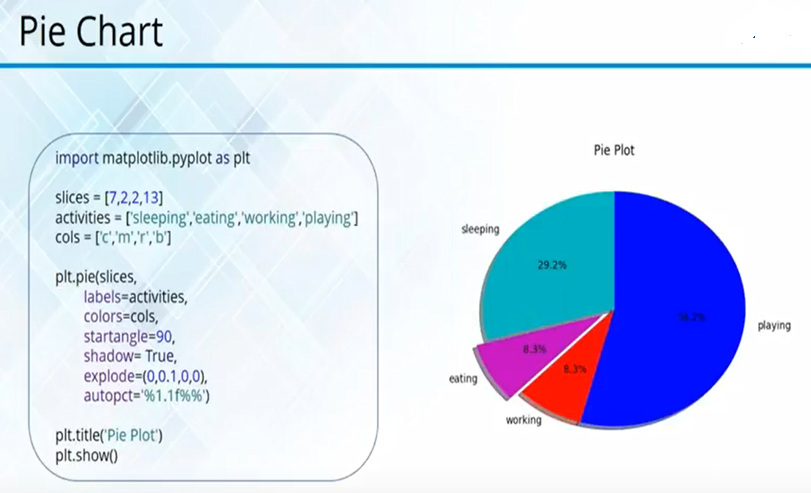 Pie Chart
import matplotlib.pyplot as plt
slices = [7,2,2,13]
activities = ['sleeping','eating','working','playing']
cols = ['c','m','r','b']
plt.pie(slices,
labels=activities,
colors=cols,
startangle=90,
shadow= True,
explode=(0,0.1,0,0),
autopct='%1.1f%%')
plt.title('Pie Plot')
plt.show()
Pie Plot
sleeping
29.2%
playing
8.3%
8.3%
eating
working